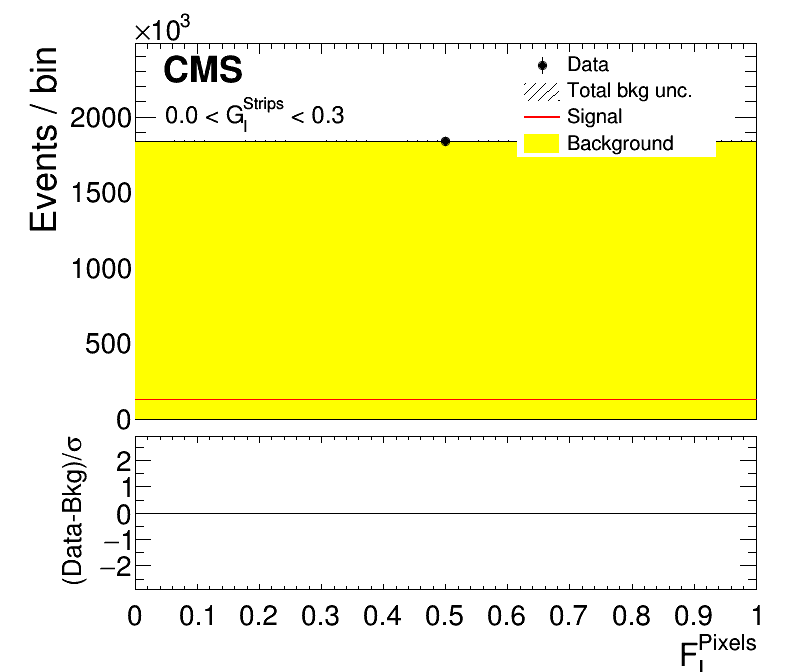 ×10³
Events / bin
CMS
0.0 < G_I^Strips < 0.3
Data
Total bkg unc.
Signal
Background
2000
1500
1000
500
0
(Data-Bkg)/σ
2
1
0
−1
−2
0 0.1 0.2 0.3 0.4 0.5 0.6 0.7 0.8 0.9 1
F_I^Pixels